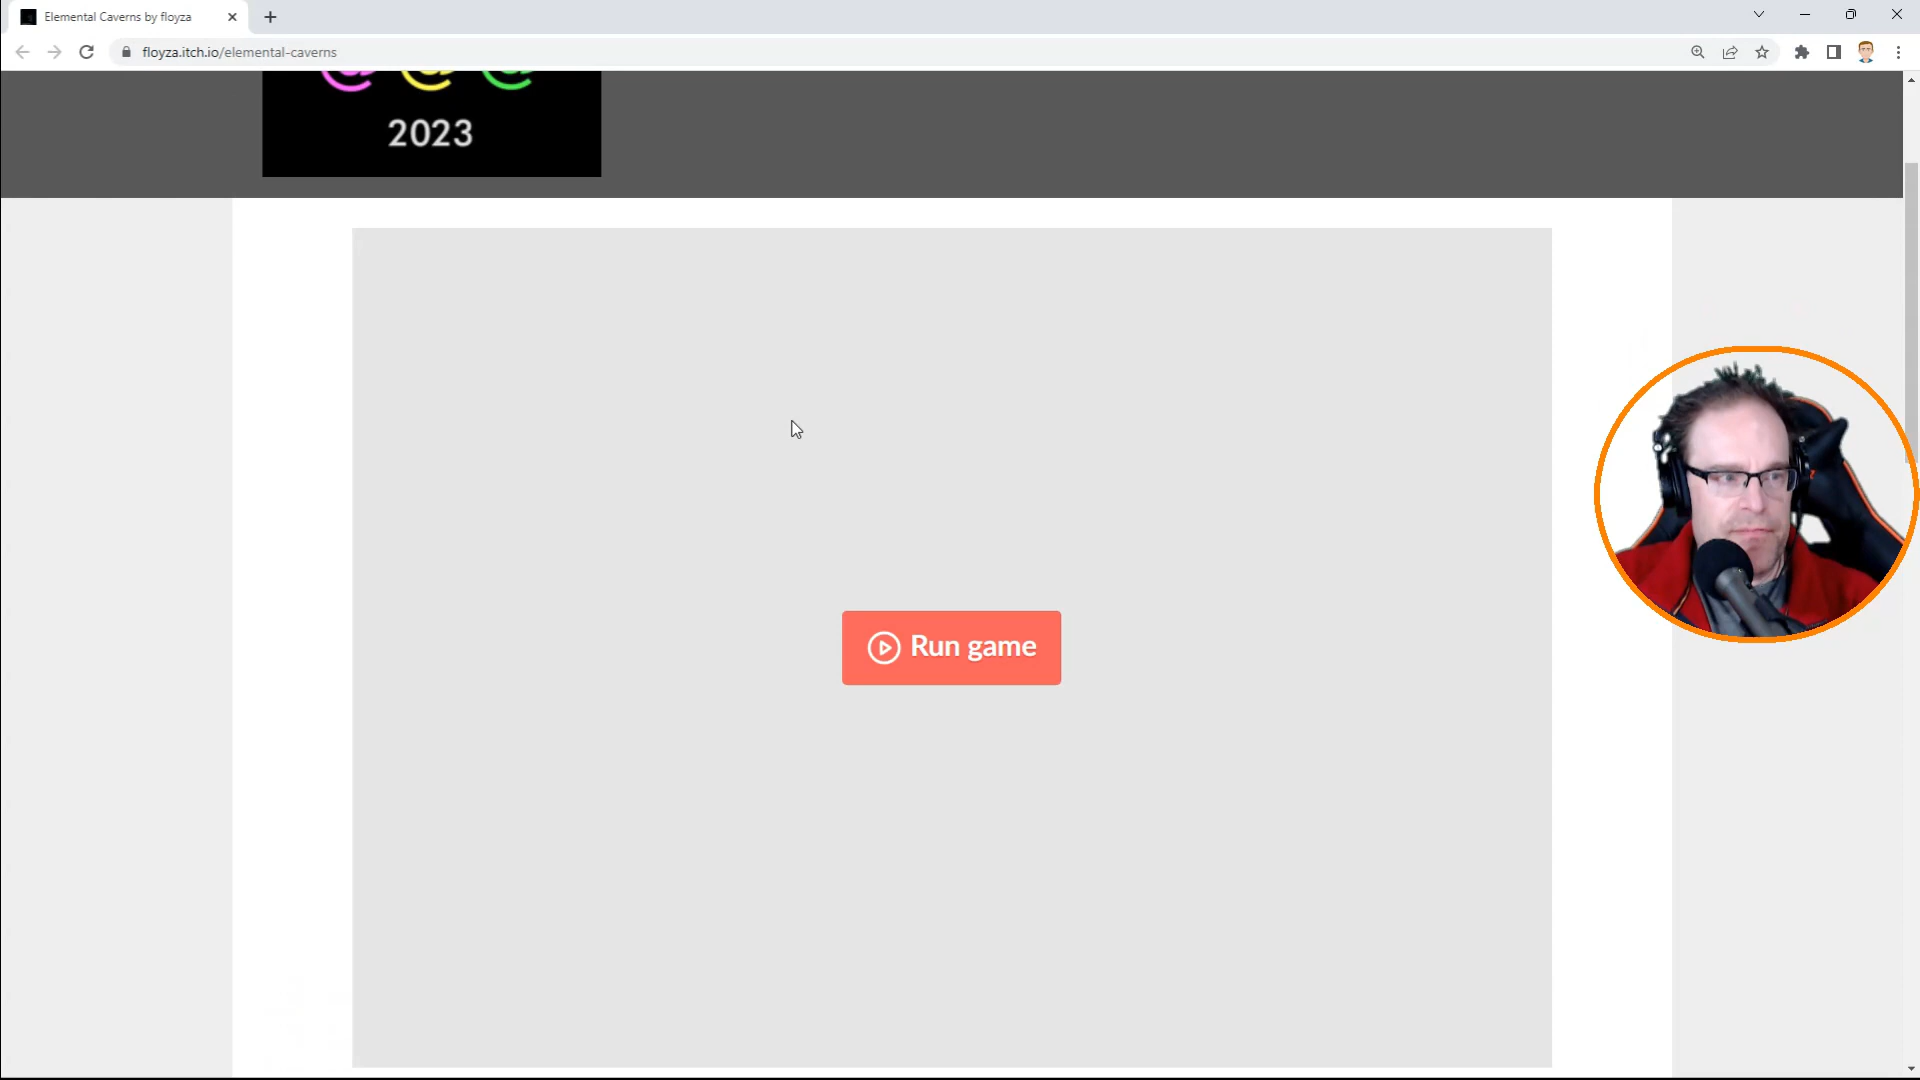 Elemental Caverns by floyza
floyza.itch.io/elemental-caverns
@ @ @
2023
Run game